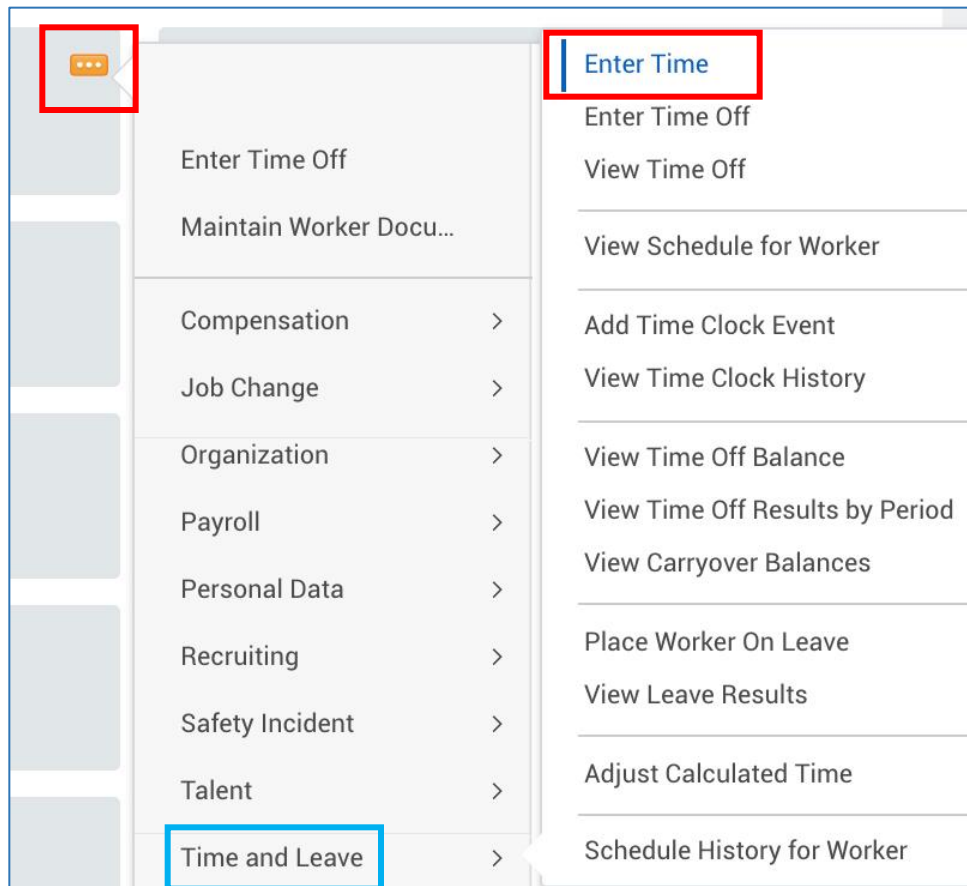 Enter Time Off
Maintain Worker Docu...
Compensation
Job Change
Organization
Payroll
Personal Data
Recruiting
Safety Incident
Talent
Time and Leave
Enter Time
Enter Time Off
View Time Off
View Schedule for Worker
Add Time Clock Event
View Time Clock History
View Time Off Balance
View Time Off Results by Period
View Carryover Balances
Place Worker On Leave
View Leave Results
Adjust Calculated Time
Schedule History for Worker